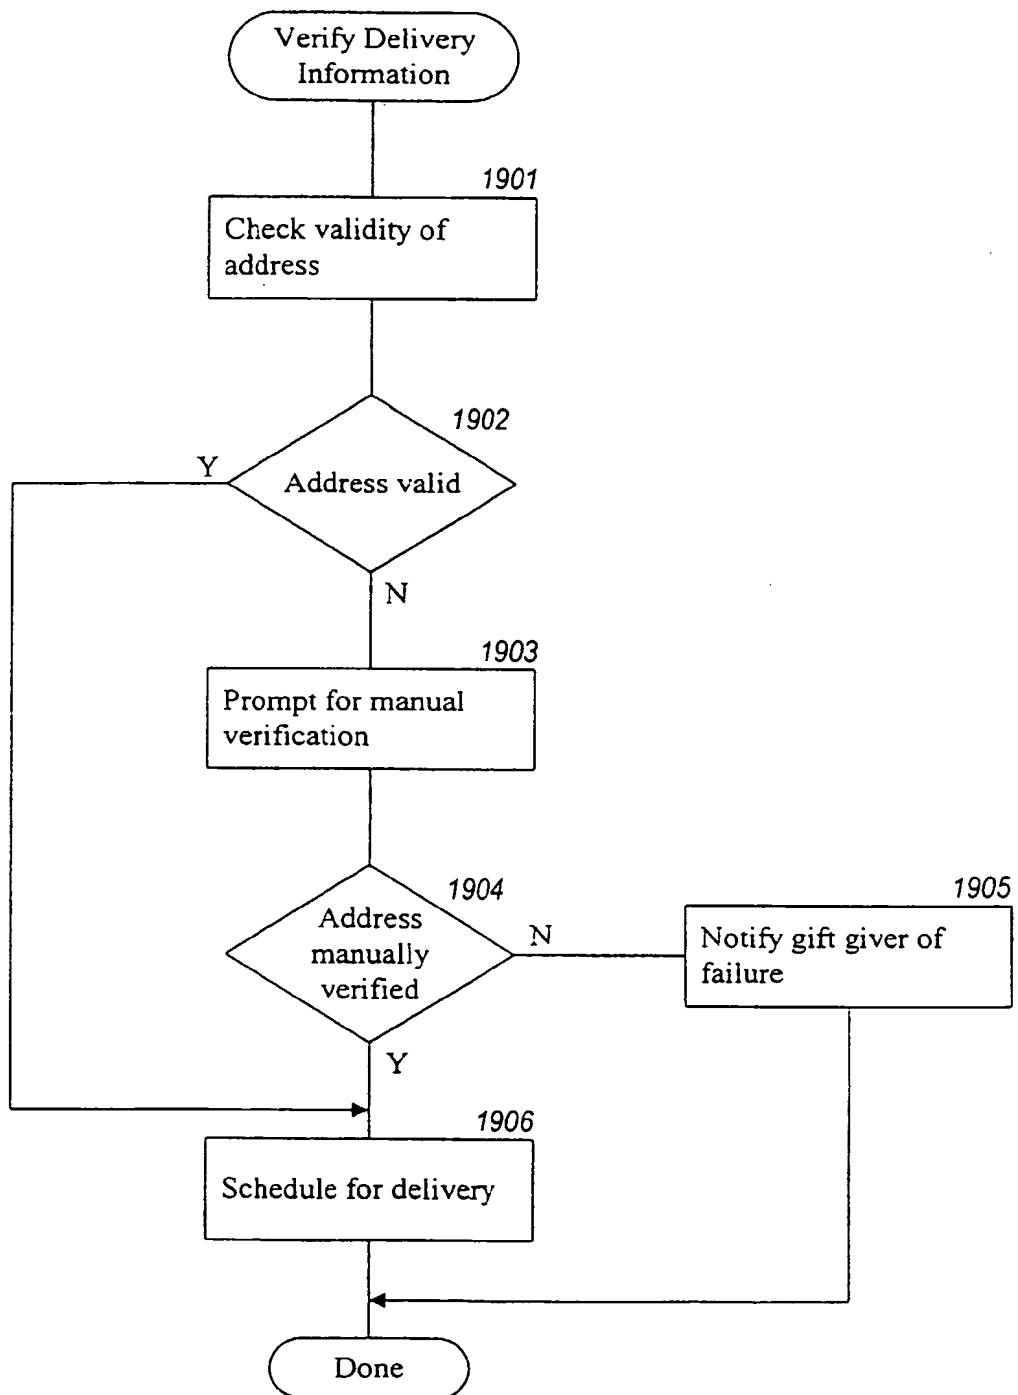 Verify Delivery
Information
1901
Check validity of
address
1902
Y
Address valid
N
1903
Prompt for manual
verification
1904
Address
manually
verified
N
1905
Notify gift giver of
failure
Y
1906
Schedule for delivery
Done